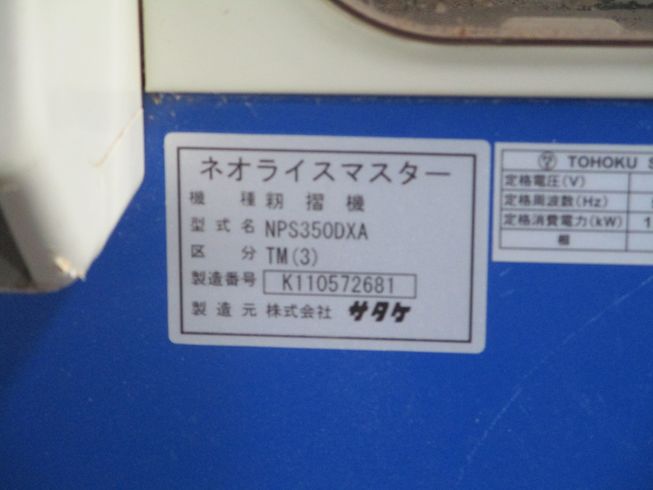 ネオライスマスター
機 種 籾 摺 機
型 式 名 NPS350DXA
区 分 TM(3)
製造番号 K110572681
製 造 元 株式会社 サタケ
TOHOKU S
定格電圧(V)
定格周波数(Hz)
定格消費電力(kW) 1